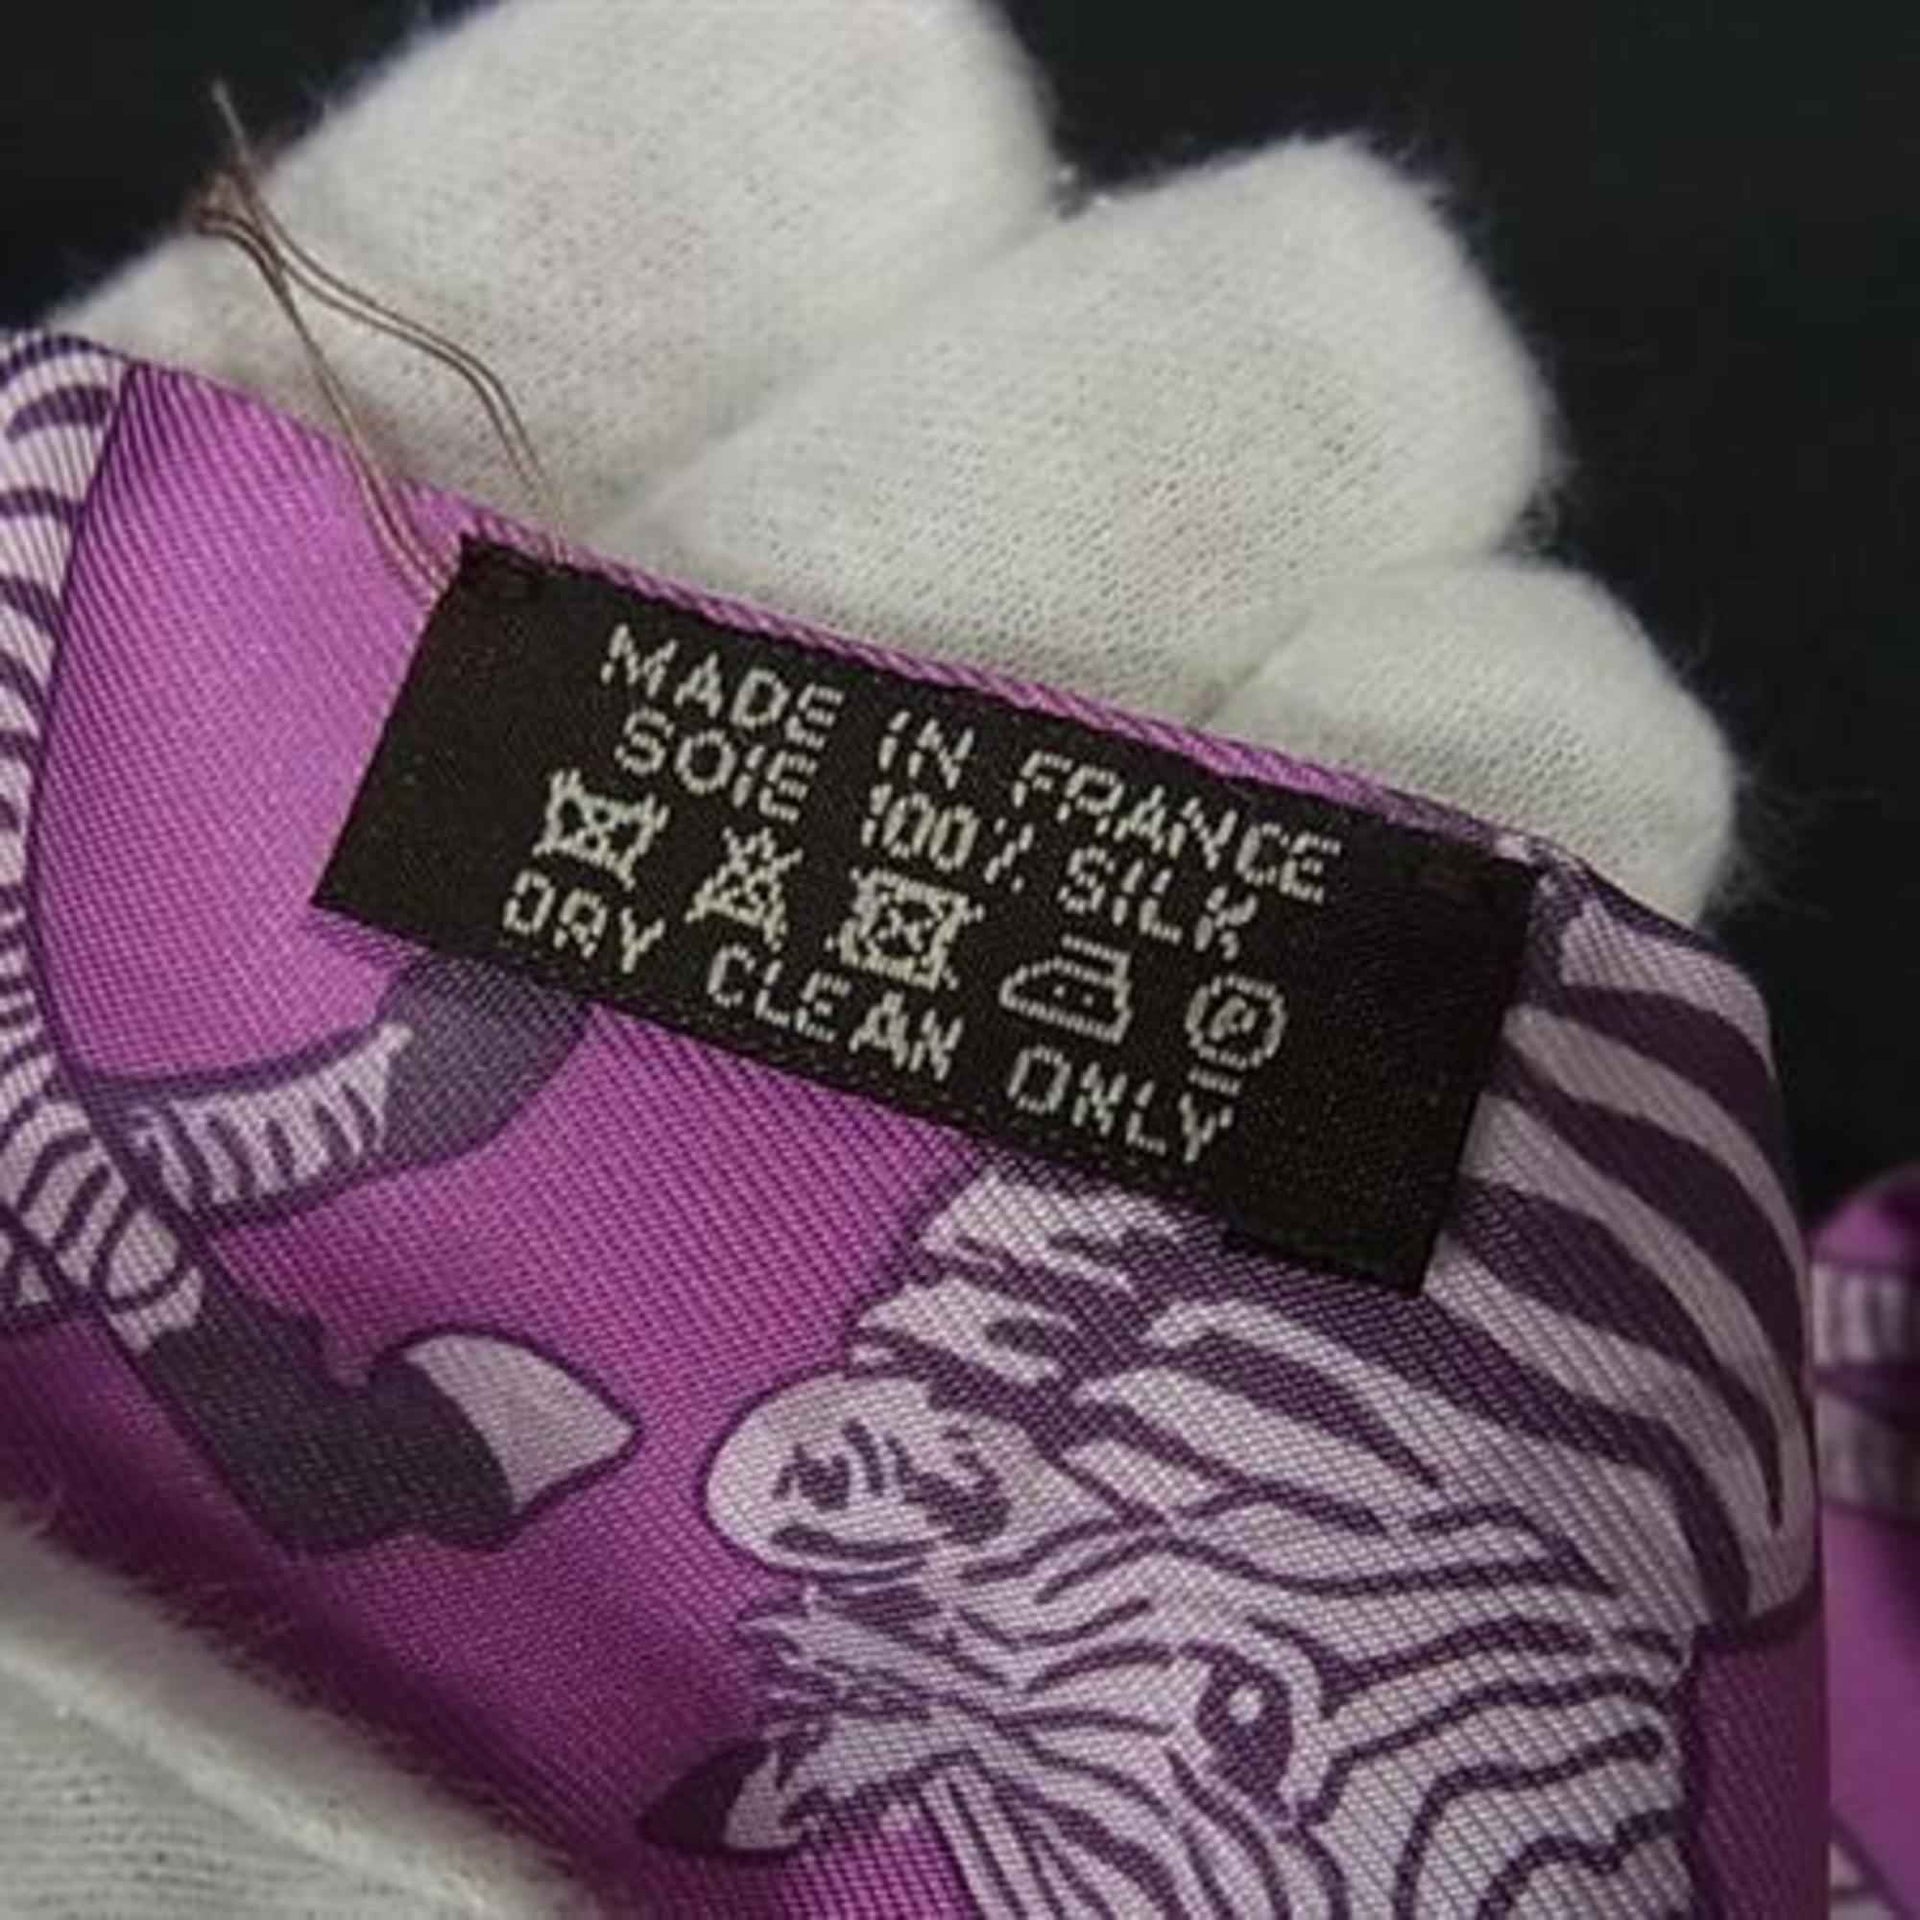 MADE IN FRANCE
SOIE 100% SILK
P
DRY CLEAN ONLY